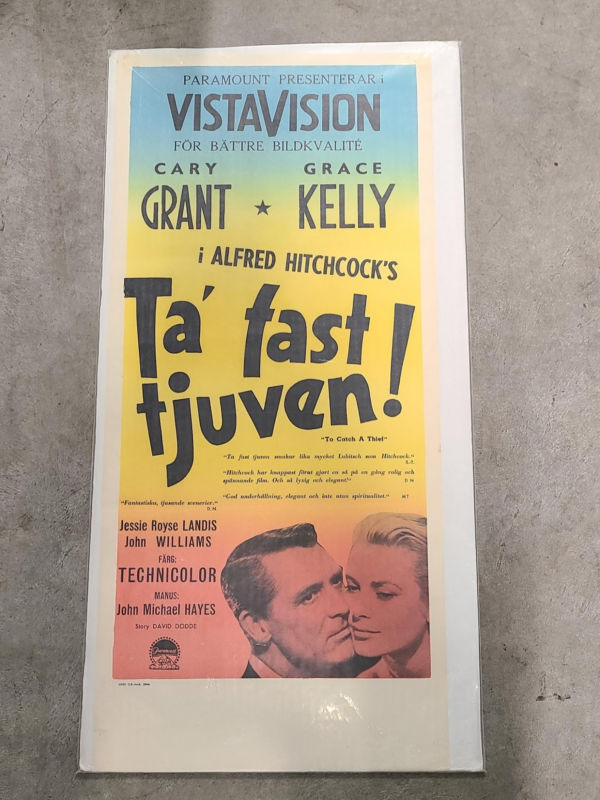 PARAMOUNT PRESENTERAR i
VISTAVISION
FÖR BÄTTRE BILDKVALITÉ
CARY GRACE
GRANT ★ KELLY
i ALFRED HITCHCOCK'S
Ta' fast
tjuven!
"To Catch A Thief"
"Ta fast tjuven smakar lika mycket Lubitsch som Hitchcock."
"Hitchcock har knappast förut gjort en så på en gång rolig och
spännande film. Och så lyxig och elegant!" D N
"God underhållning, elegant och inte utan spiritualitet." M T
"Fantastiska, tjusande scenerier."
D. N.
Jessie Royse LANDIS
John WILLIAMS
FÄRG:
TECHNICOLOR
MANUS:
John Michael HAYES
Story DAVID DODDE
Paramount